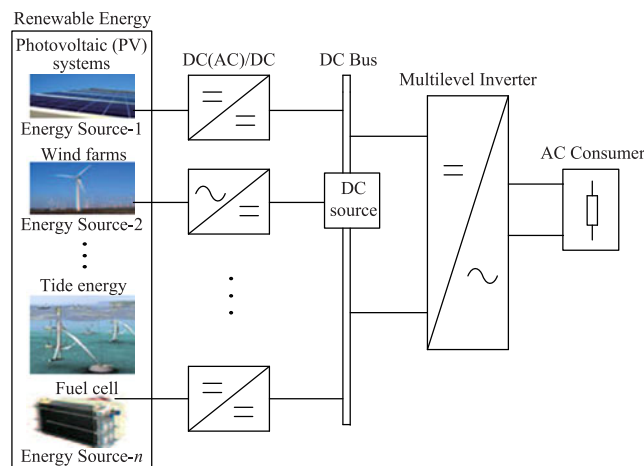 Renewable Energy
Photovoltaic (PV)
systems
Energy Source-1
Wind farms
Energy Source-2
Tide energy
Fuel cell
Energy Source-n
DC(AC)/DC
DC Bus
DC
source
Multilevel Inverter
AC Consumer